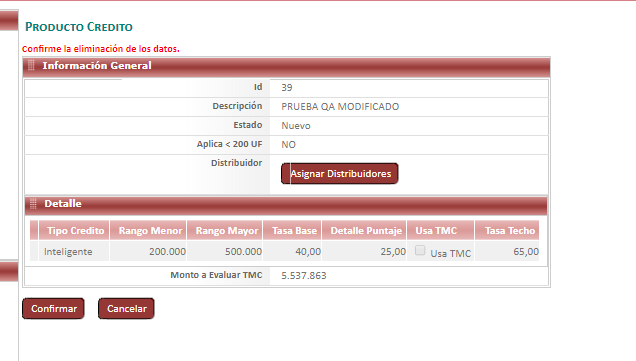 Producto Credito
Confirme la eliminación de los datos.
Información General
Id 39
Descripción PRUEBA QA MODIFICADO
Estado Nuevo
Aplica < 200 UF NO
Distribuidor Asignar Distribuidores
Detalle
Tipo Credito Rango Menor Rango Mayor Tasa Base Detalle Puntaje Usa TMC Tasa Techo
Inteligente 200.000 500.000 40,00 25,00 Usa TMC 65,00
Monto a Evaluar TMC 5.537.863
Confirmar Cancelar